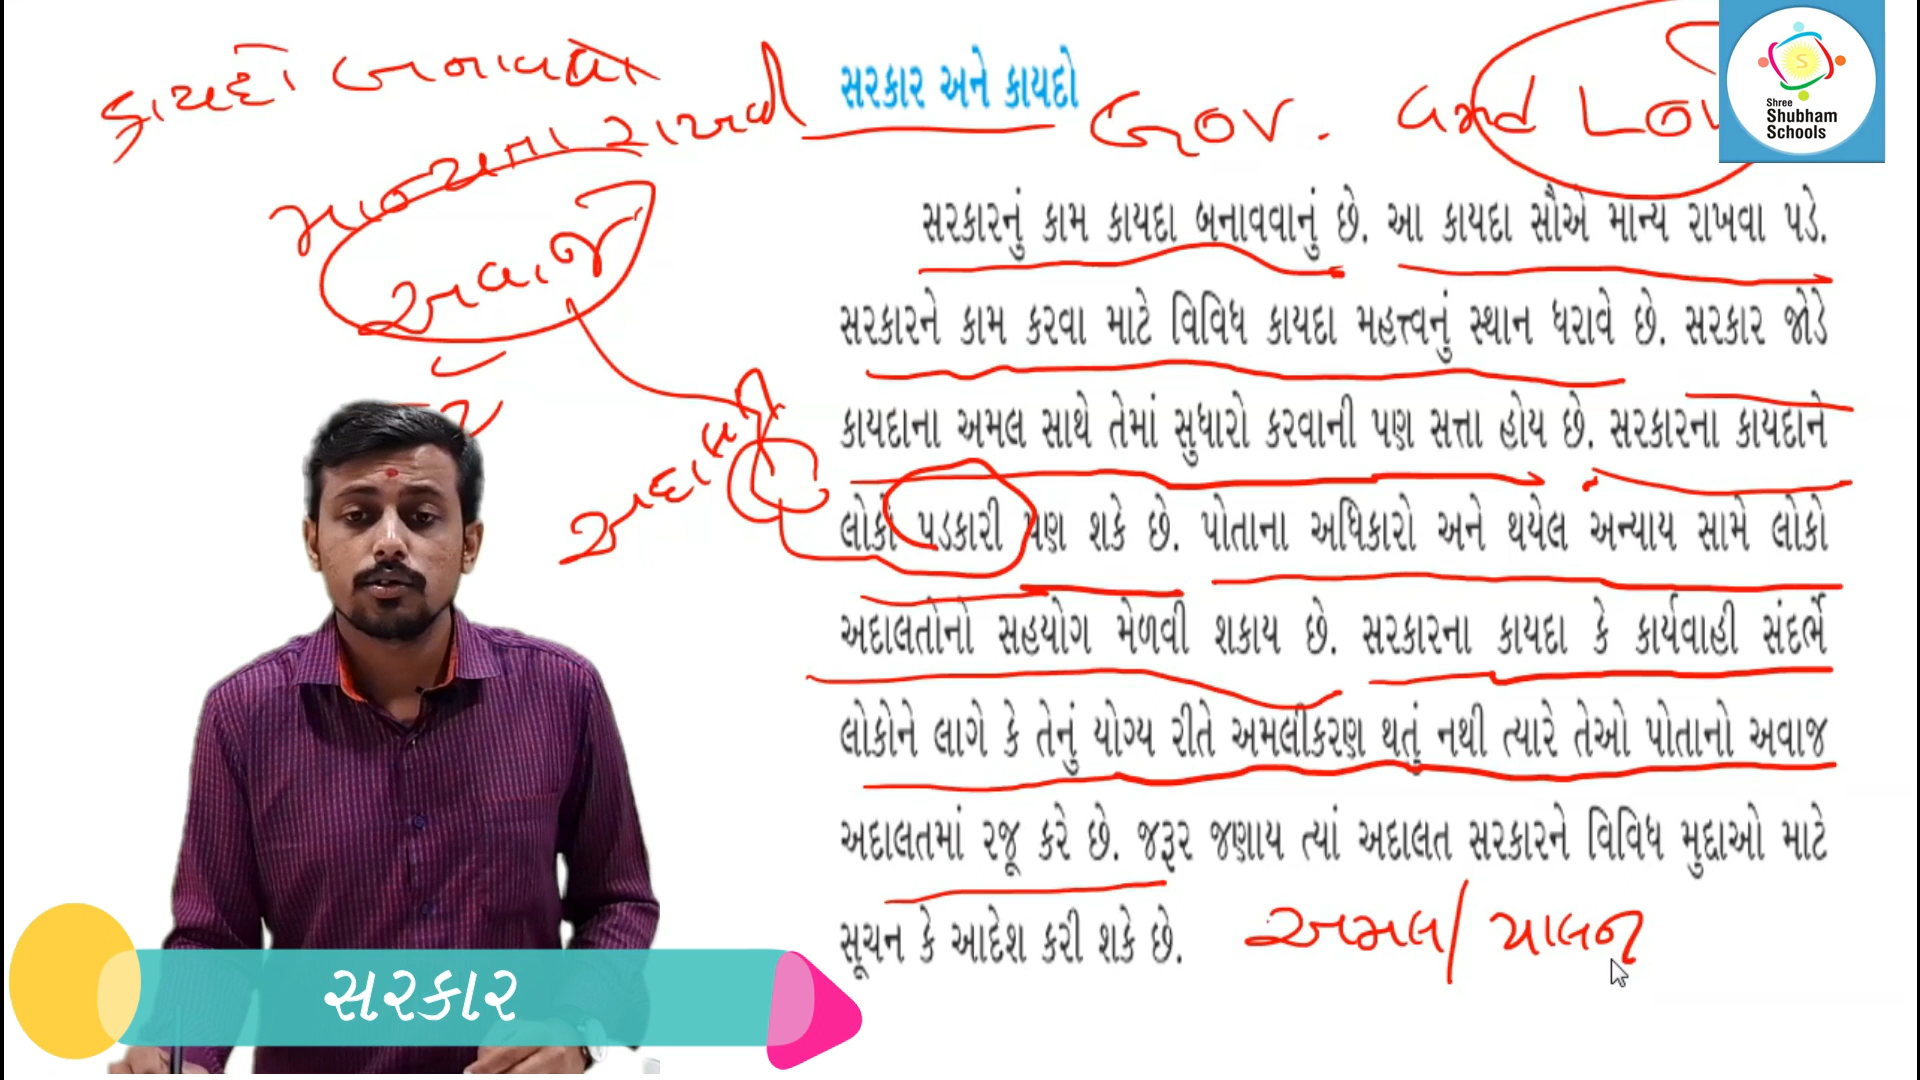 કાયદો બનાવવો
માન્યતા રાખવી
અવાજ
અદાલત
સરકાર અને કાયદો
Gov. and Lov
Shree
Shubham
Schools
સરકારનું કામ કાયદા બનાવવાનું છે. આ કાયદા સૌએ માન્ય રાખવા પડે.
સરકારને કામ કરવા માટે વિવિધ કાયદા મહત્ત્વનું સ્થાન ધરાવે છે. સરકાર જોડે
કાયદાના અમલ સાથે તેમાં સુધારો કરવાની પણ સત્તા હોય છે. સરકારના કાયદાને
લોકો પડકારી પણ શકે છે. પોતાના અધિકારો અને થયેલ અન્યાય સામે લોકો
અદાલતોનો સહયોગ મેળવી શકાય છે. સરકારના કાયદા કે કાર્યવાહી સંદર્ભે
લોકોને લાગે કે તેનું યોગ્ય રીતે અમલીકરણ થતું નથી ત્યારે તેઓ પોતાનો અવાજ
અદાલતમાં રજૂ કરે છે. જરૂર જણાય ત્યાં અદાલત સરકારને વિવિધ મુદ્દાઓ માટે
સૂચન કે આદેશ કરી શકે છે.
અમલ/પાલન
સરકાર